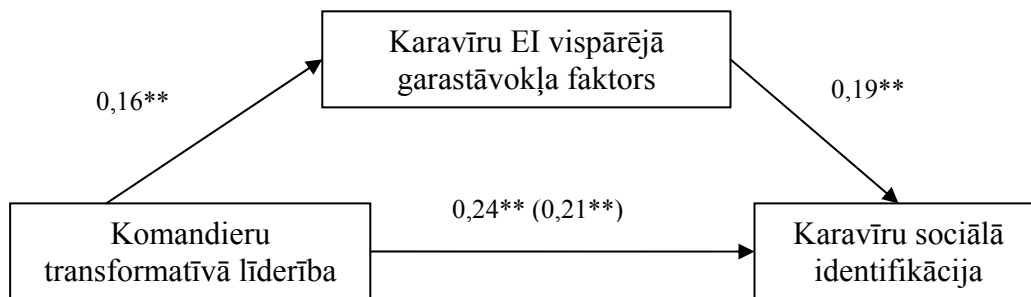 Karavīru EI vispārējā
garastāvokļa faktors
0,16**
0,19**
0,24** (0,21**)
Komandieru
transformatīvā līderība
Karavīru sociālā
identifikācija